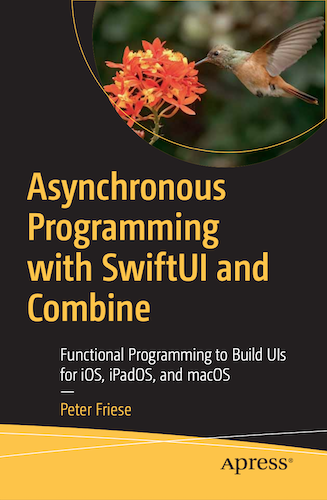 Asynchronous
Programming
with SwiftUI and
Combine
Functional Programming to Build UIs
for iOS, iPadOS, and macOS
—
Peter Friese
Apress®